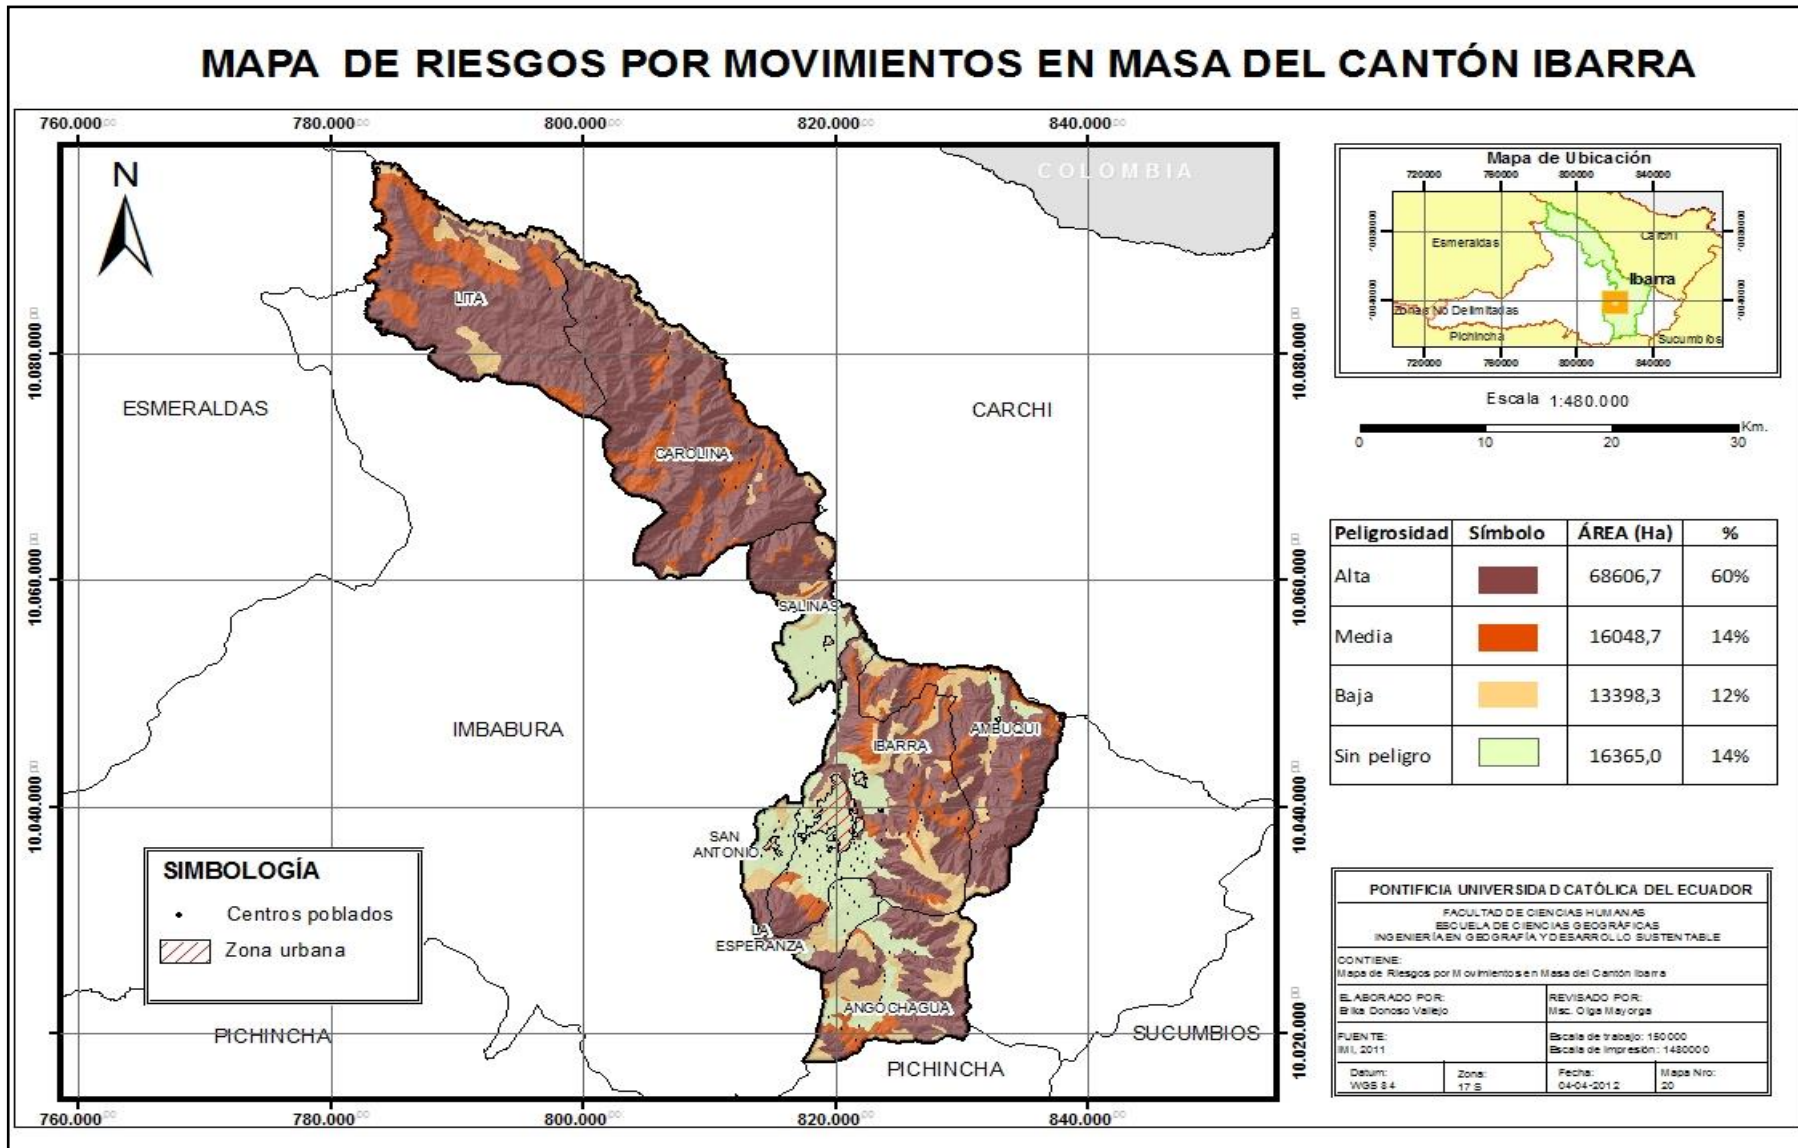 MAPA DE RIESGOS POR MOVIMIENTOS EN MASA DEL CANTÓN IBARRA
760.000 780.000 800.000 820.000 840.000
N
COLOMBIA
10.080.000 10.080.000
LITA
ESMERALDAS
CARCHI
CAROLINA
10.060.000 10.060.000
SALINAS
IMBABURA
IBARRA
AMBUQUI
10.040.000 10.040.000
SAN
ANTONIO
LA
ESPERANZA
ANGOCHAGUA
10.020.000
PICHINCHA
SUCUMBIOS
PICHINCHA
760.000 780.000 800.000 820.000 840.000
SIMBOLOGÍA
Centros poblados
Zona urbana
Mapa de Ubicación
720000 760000 800000 840000
Esmeraldas
Carchi
Ibarra
Zonas No Delimitadas
Pichincha
Sucumbíos
720000 760000 800000 840000
Escala 1:480.000
Km.
0 10 20 30
Peligrosidad Símbolo ÁREA (Ha) %
Alta 68606,7 60%
Media 16048,7 14%
Baja 13398,3 12%
Sin peligro 16365,0 14%
PONTIFICIA UNIVERSIDAD CATÓLICA DEL ECUADOR
FACULTAD DE CIENCIAS HUMANAS
ESCUELA DE CIENCIAS GEOGRÁFICAS
INGENIERÍA EN GEOGRAFÍA Y DESARROLLO SUSTENTABLE
CONTIENE:
Mapa de Riesgos por Movimientos en Masa del Cantón Ibarra
ELABORADO POR:
Erika Donoso Vallejo
REVISADO POR:
Msc. Olga Mayorga
FUENTE:
IMI, 2011
Escala de trabajo: 150000
Escala de impresión: 1480000
Datum:
WGS 84
Zona:
17 S
Fecha:
04-04-2012
Mapa Nro:
20